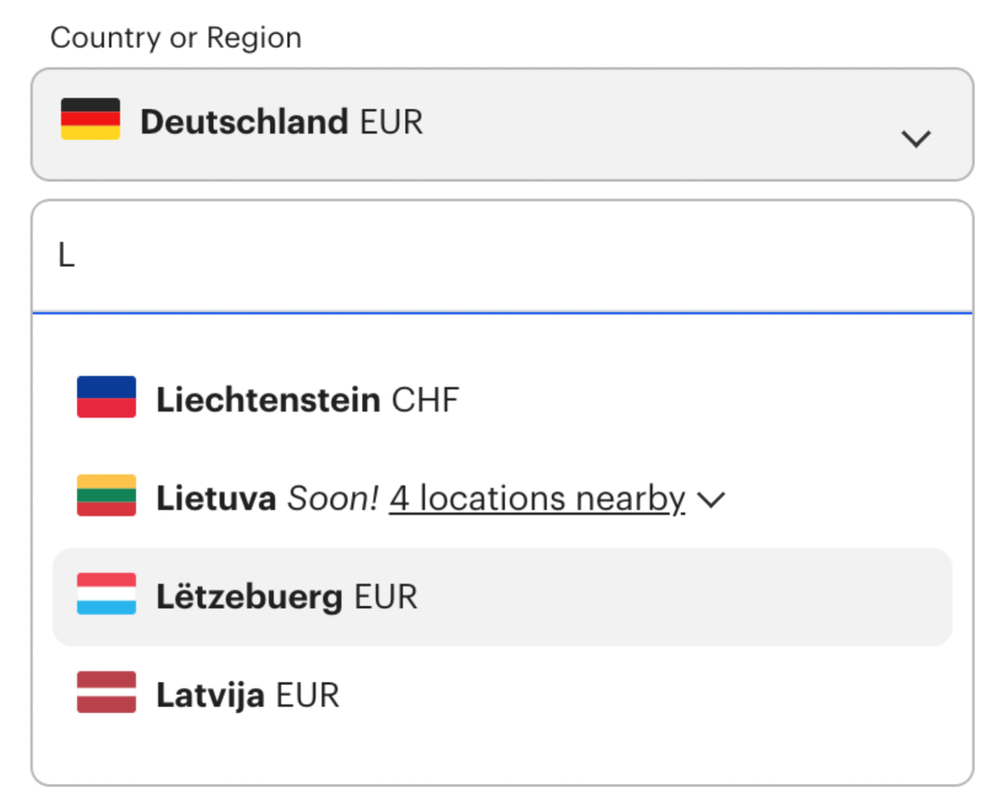 Country or Region
Deutschland EUR
L
Liechtenstein CHF
Lietuva Soon! 4 locations nearby
Lëtzebuerg EUR
Latvija EUR